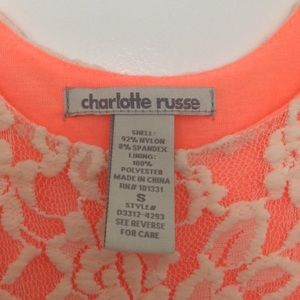 charlotte russe
SHELL:
92% NYLON
8% SPANDEX
LINING:
100%
POLYESTER
MADE IN CHINA
RN# 101331
S
STYLE#
D3312-4293
SEE REVERSE
FOR CARE